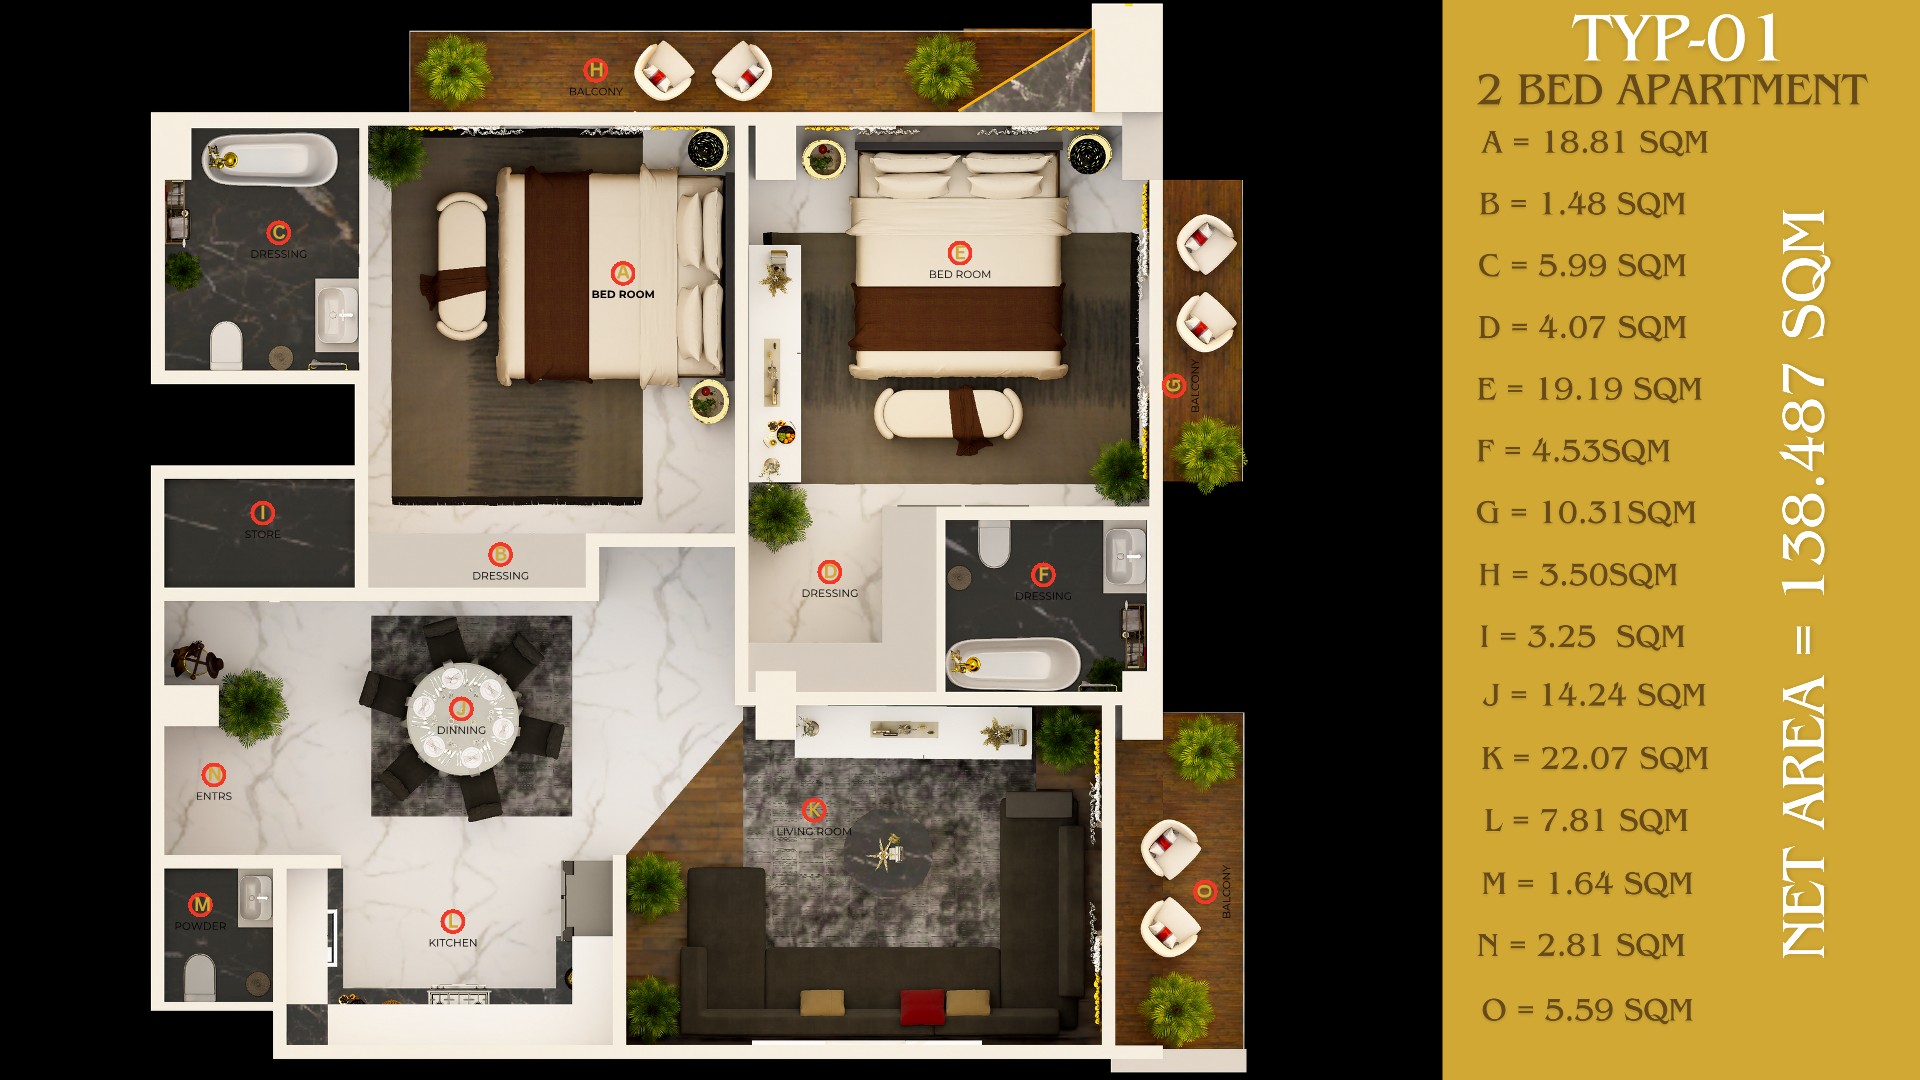 TYP-01
2 BED APARTMENT
A = 18.81 SQM
B = 1.48 SQM
C = 5.99 SQM
D = 4.07 SQM
E = 19.19 SQM
F = 4.53SQM
G = 10.31SQM
H = 3.50SQM
I = 3.25 SQM
J = 14.24 SQM
K = 22.07 SQM
L = 7.81 SQM
M = 1.64 SQM
N = 2.81 SQM
O = 5.59 SQM
NET AREA = 138.487 SQM
H
BALCONY
C
DRESSING
A
BED ROOM
E
BED ROOM
G
BALCONY
I
STORE
B
DRESSING
D
DRESSING
F
DRESSING
J
DINNING
N
ENTRS
K
LIVING ROOM
M
POWDER
L
KITCHEN
O
BALCONY